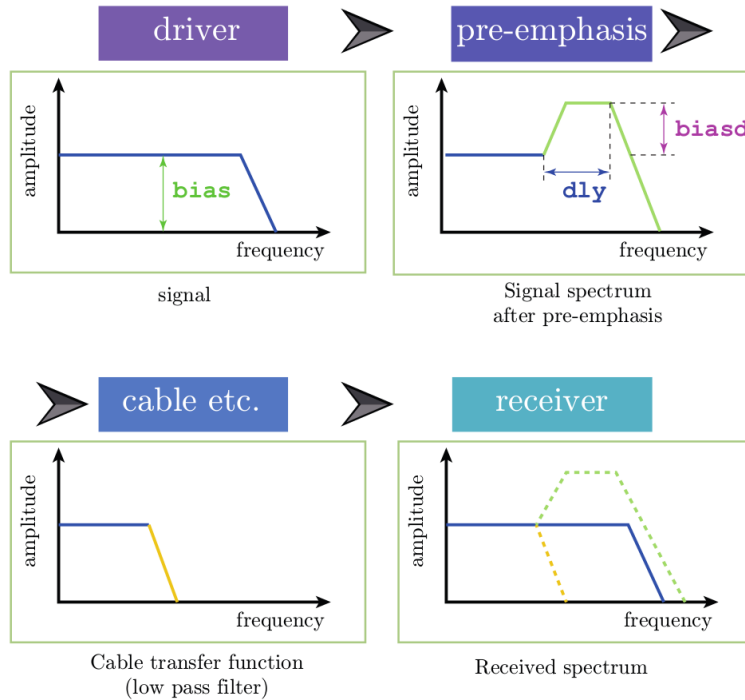 driver
pre-emphasis
amplitude
bias
frequency
amplitude
biasd
dly
frequency
signal
Signal spectrum
after pre-emphasis
cable etc.
receiver
amplitude
frequency
amplitude
frequency
Cable transfer function
(low pass filter)
Received spectrum